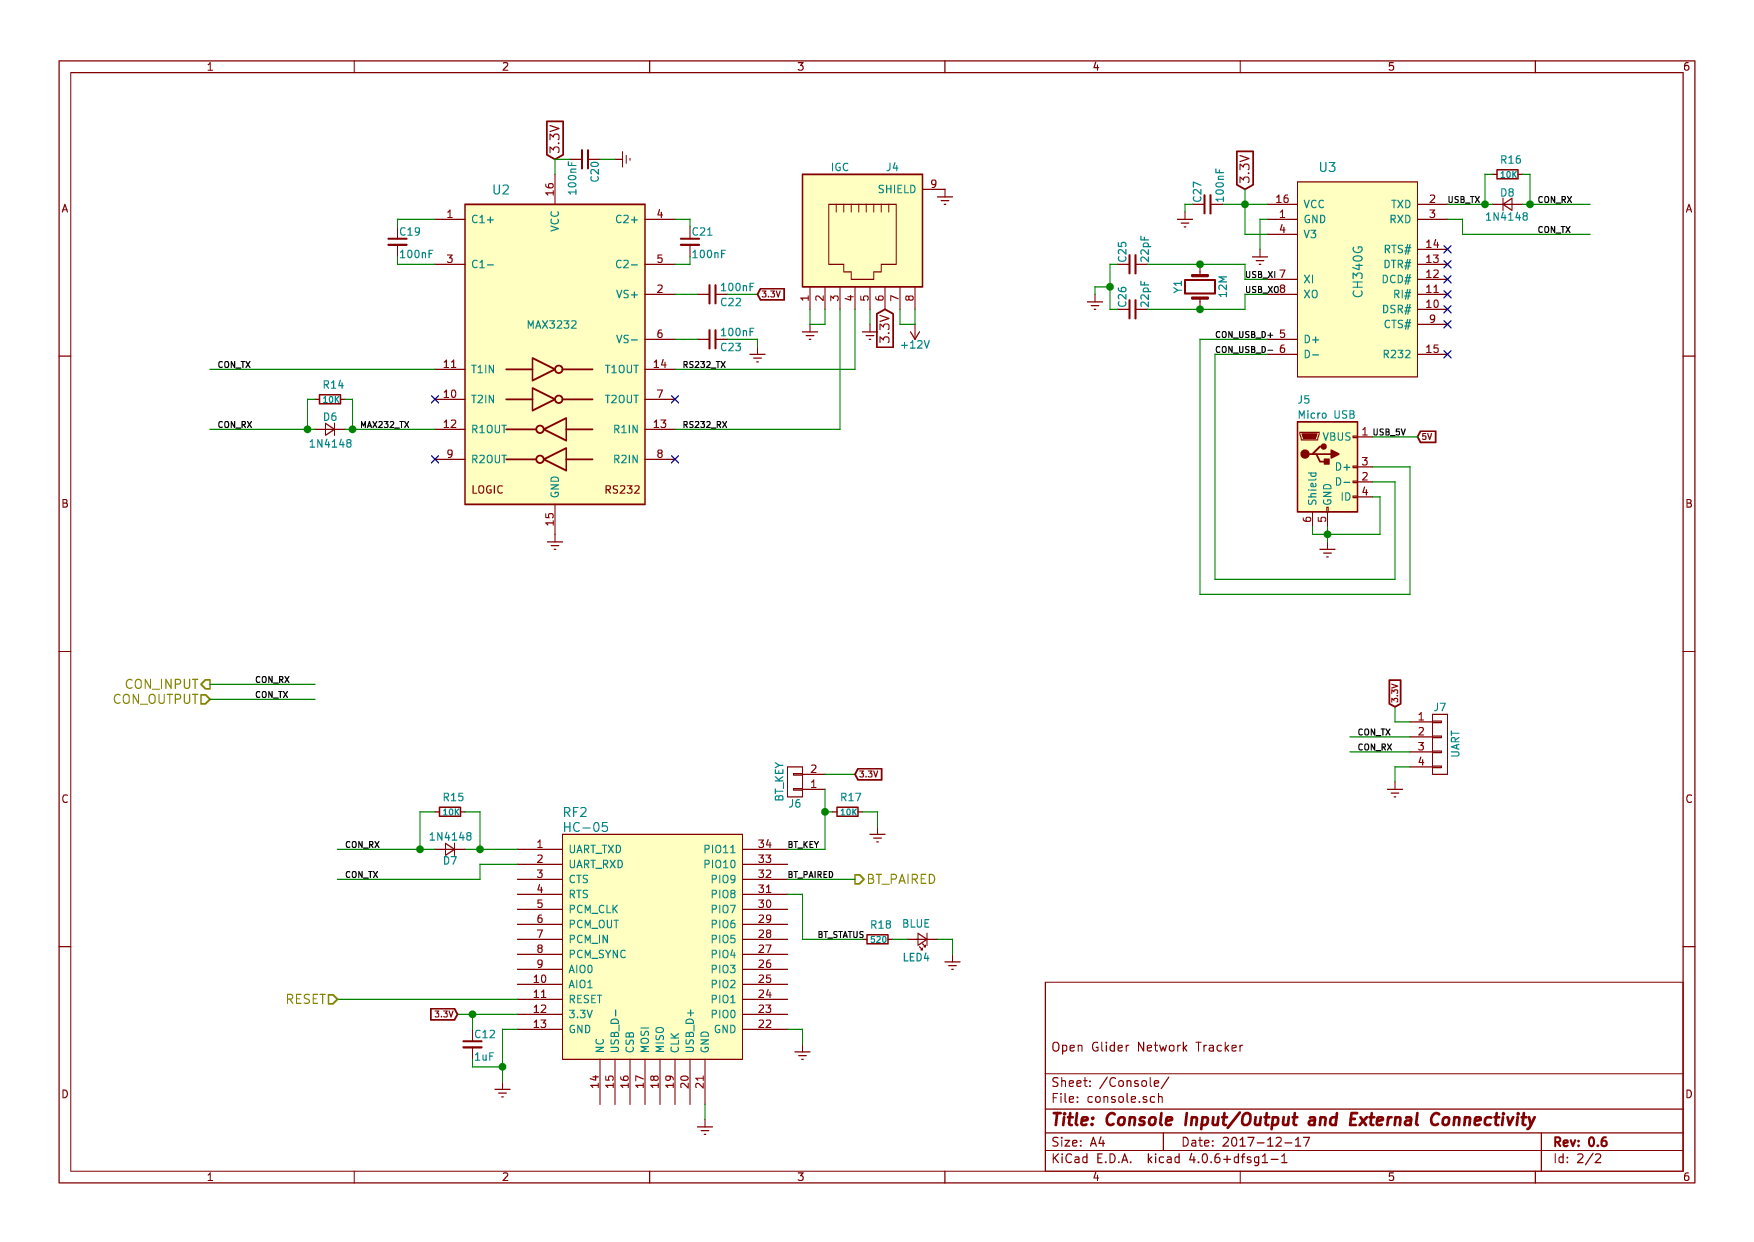 1 2 3 4 5 6
A A
B B
C C
D D
1 2 3 4 5 6
3.3V
100nF
C20
U2
16
VCC
1 C1+
C19
100nF
3 C1-
C2+ 4
C21
100nF
C2- 5
VS+ 2
100nF
C22
3.3V
MAX3232
VS- 6
100nF
C23
CON_TX
11 T1IN
T1OUT 14 RS232_TX
R14
10K
10 T2IN
T2OUT 7
D6
1N4148
CON_RX
MAX232_TX
12 R1OUT
R1IN 13 RS232_RX
9 R2OUT
R2IN 8
LOGIC
GND
RS232
15
IGC J4
SHIELD 9
1 2 3 4 5 6 7 8
3.3V
+12V
3.3V
C27
100nF
U3
16 VCC
1 GND
4 V3
C25
22pF
C26
22pF
Y1
12M
USB_XI 7 XI
USB_XO 8 XO
CON_USB_D+ 5 D+
CON_USB_D- 6 D-
CH340G
TXD 2 USB_TX
RXD 3
R16
10K
D8
1N4148
CON_RX
CON_TX
RTS# 14
DTR# 13
DCD# 12
RI# 11
DSR# 10
CTS# 9
R232 15
J5
Micro USB
VBUS 1 USB_5V 5V
D+ 3
D- 2
ID 4
Shield
GND
6 5
CON_INPUT CON_RX
CON_OUTPUT CON_TX
3.3V
J7
1
CON_TX 2
CON_RX 3
4
UART
BT_KEY
2 3.3V
1
J6
R17
10K
R15
10K
1N4148
D7
CON_RX
CON_TX
RF2
HC-05
1 UART_TXD
2 UART_RXD
3 CTS
4 RTS
5 PCM_CLK
6 PCM_OUT
7 PCM_IN
8 PCM_SYNC
9 AIO0
10 AIO1
RESET 11 RESET
3.3V 12 3.3V
13 GND
C12
1uF
PIO11 34 BT_KEY
PIO10 33
PIO9 32 BT_PAIRED BT_PAIRED
PIO8 31
PIO7 30
PIO6 29
PIO5 28
PIO4 27
PIO3 26
PIO2 25
PIO1 24
PIO0 23
GND 22
BT_STATUS
R18
520
BLUE
LED4
NC USB_D- CSB MOSI MISO CLK USB_D+ GND
14 15 16 17 18 19 20 21
Open Glider Network Tracker
Sheet: /Console/
File: console.sch
Title: Console Input/Output and External Connectivity
Size: A4 Date: 2017-12-17 Rev: 0.6
KiCad E.D.A. kicad 4.0.6+dfsg1-1 Id: 2/2